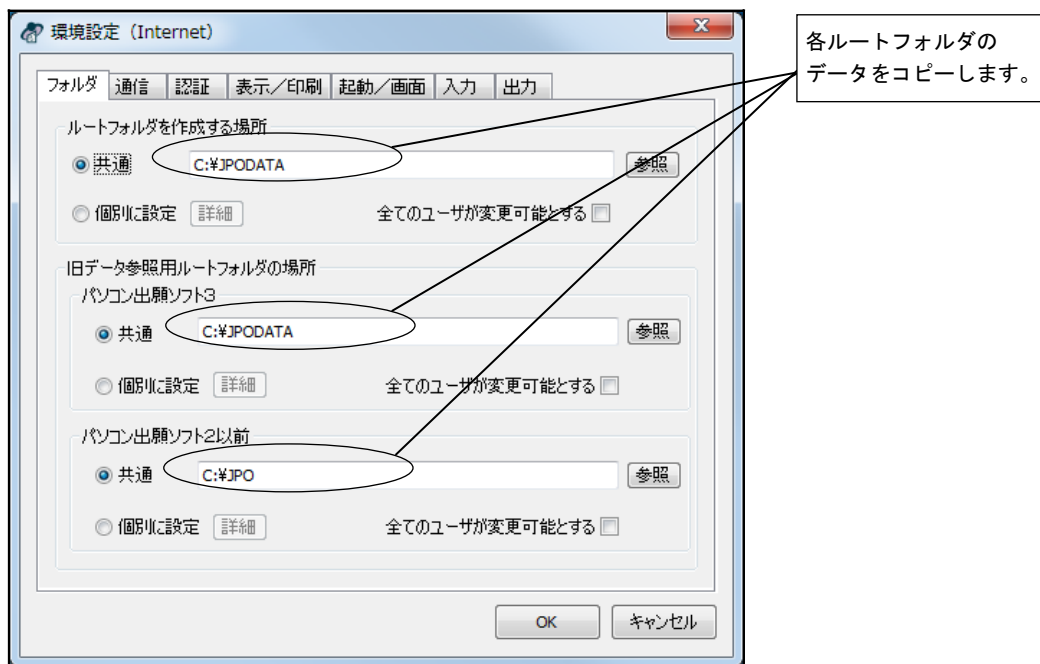 環境設定（Internet）
各ルートフォルダの
データをコピーします。
フォルダ 通信 認証 表示／印刷 起動／画面 入力 出力
ルートフォルダを作成する場所
共通 C:¥JPODATA 参照
個別に設定 詳細 全てのユーザが変更可能とする
旧データ参照用ルートフォルダの場所
パソコン出願ソフト3
共通 C:¥JPODATA 参照
個別に設定 詳細 全てのユーザが変更可能とする
パソコン出願ソフト2以前
共通 C:¥JPO 参照
個別に設定 詳細 全てのユーザが変更可能とする
OK キャンセル